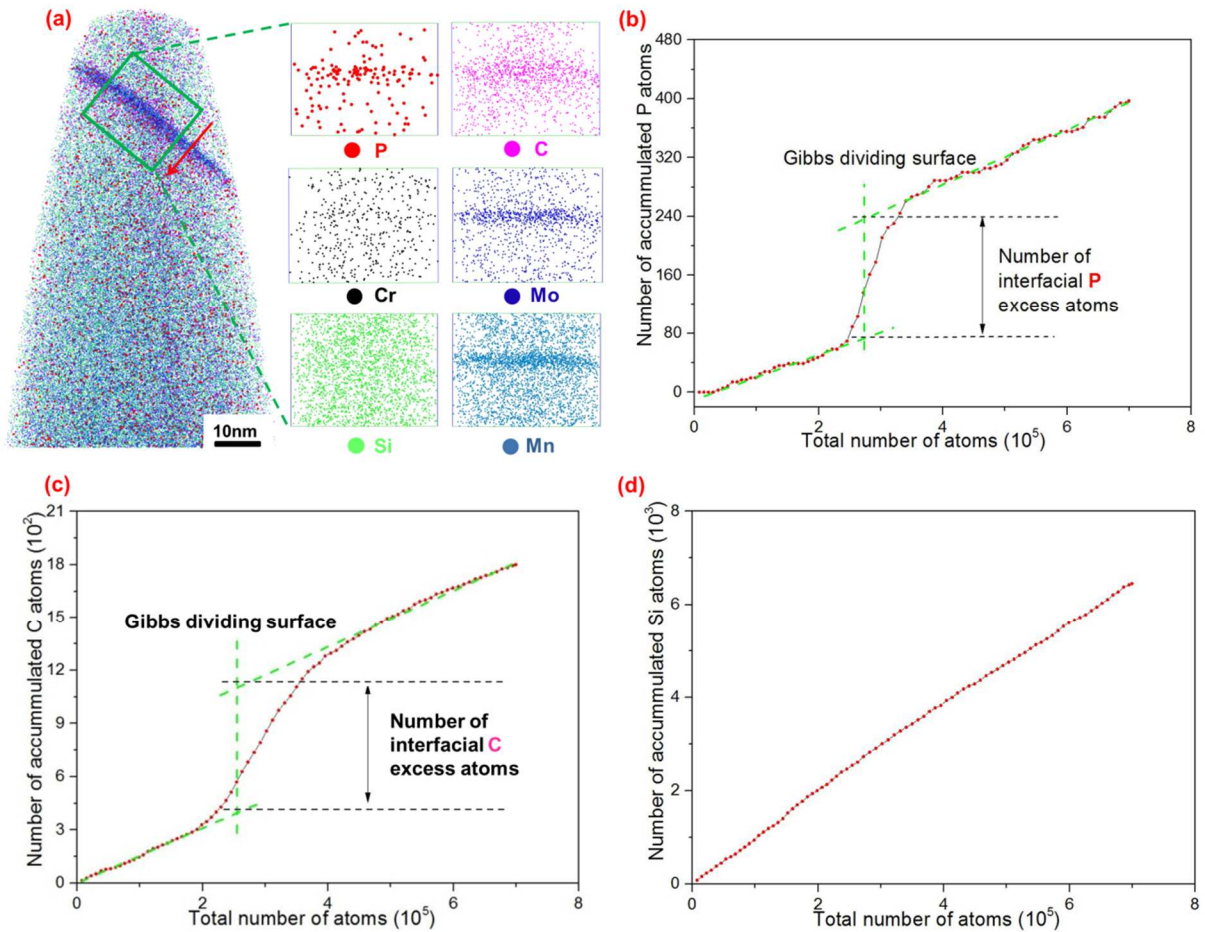 (a)
P
C
Cr
Mo
Si
Mn
10nm
(b)
480
400
320
240
160
80
0
Number of accumulated P atoms
Gibbs dividing surface
Number of
interfacial P
excess atoms
0
2
4
6
8
Total number of atoms (10⁵)
(c)
21
18
15
12
9
6
3
0
Number of accummulated C atoms (10²)
Gibbs dividing surface
Number of
interfacial C
excess atoms
0
2
4
6
8
Total number of atoms (10⁵)
(d)
8
6
4
2
0
Number of accumulated Si atoms (10³)
0
2
4
6
8
Total number of atoms (10⁵)